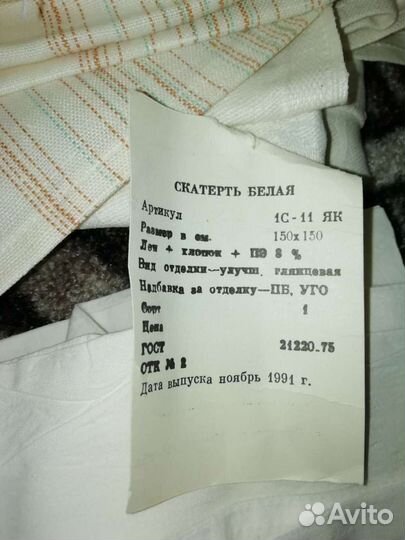 СКАТЕРТЬ БЕЛАЯ
Артикул 1С-11 ЯК
Размер в см. 150х150
Лен + хлопок + ПЭ 8 %
Вид отделки—улучш. глянцевая
Надбавка за отделку—ПБ, УГО
Сорт 1
Цена
ГОСТ 21220-75
ОТК № 2
Дата выпуска ноябрь 1991 г.
Avito